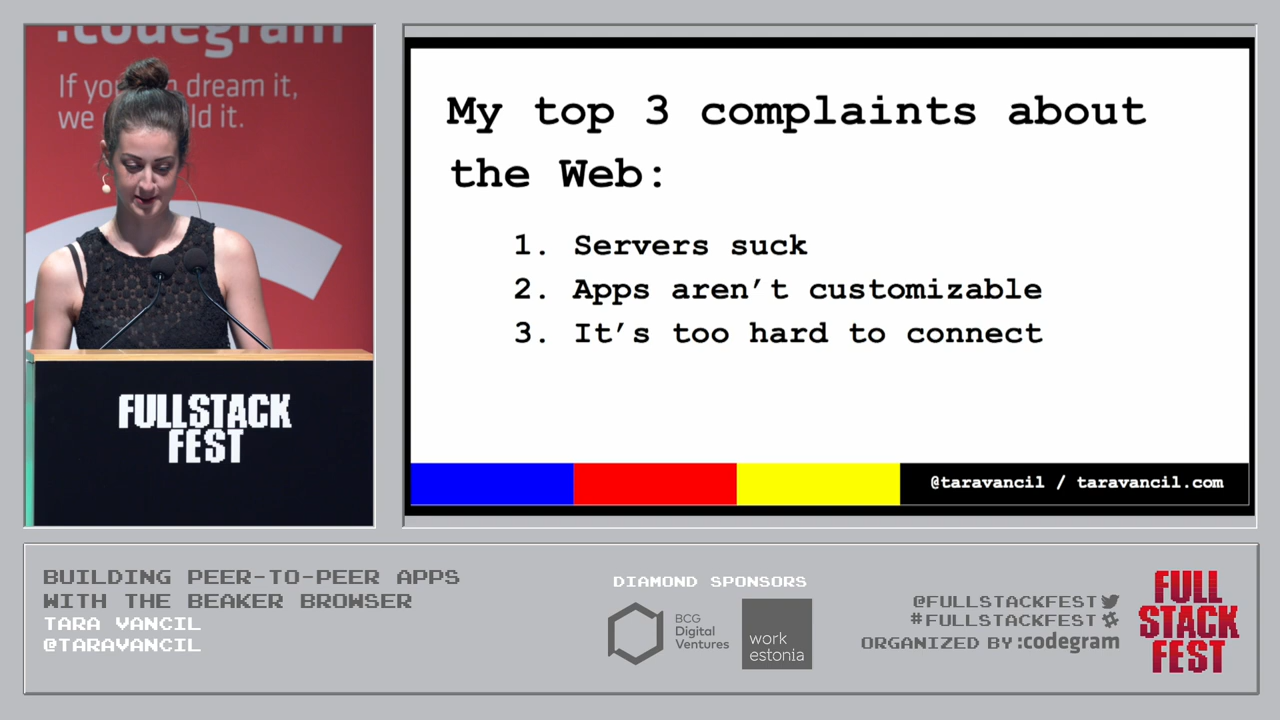 :codegram
If you dream it,
we ld it.
FULLSTACK
FEST
My top 3 complaints about
the Web:
1. Servers suck
2. Apps aren’t customizable
3. It’s too hard to connect
@taravancil / taravancil.com
BUILDING PEER-TO-PEER APPS
WITH THE BEAKER BROWSER
TARA VANCIL
@TARAVANCIL
DIAMOND SPONSORS
BCG
Digital
Ventures
work
estonia
@FULLSTACKFEST
#FULLSTACKFEST
ORGANIZED BY :codegram
FULL
STACK
FEST